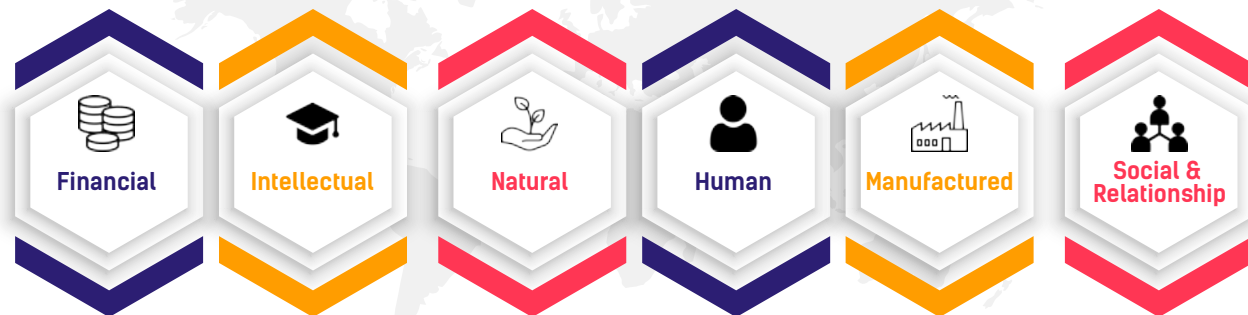 Financial
Intellectual
Natural
Human
Manufactured
Social &
Relationship